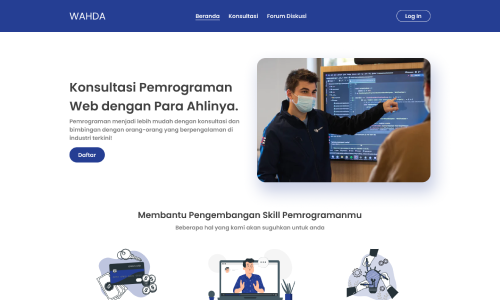 WAHDA
Beranda Konsultasi Forum Diskusi
Log In
Konsultasi Pemrograman
Web dengan Para Ahlinya.
Pemrograman menjadi lebih mudah dengan konsultasi dan
bimbingan dengan orang-orang yang berpengalaman di
industri terkini!
Daftar
Membantu Pengembangan Skill Pemrogramanmu
Beberapa hal yang kami akan suguhkan untuk anda